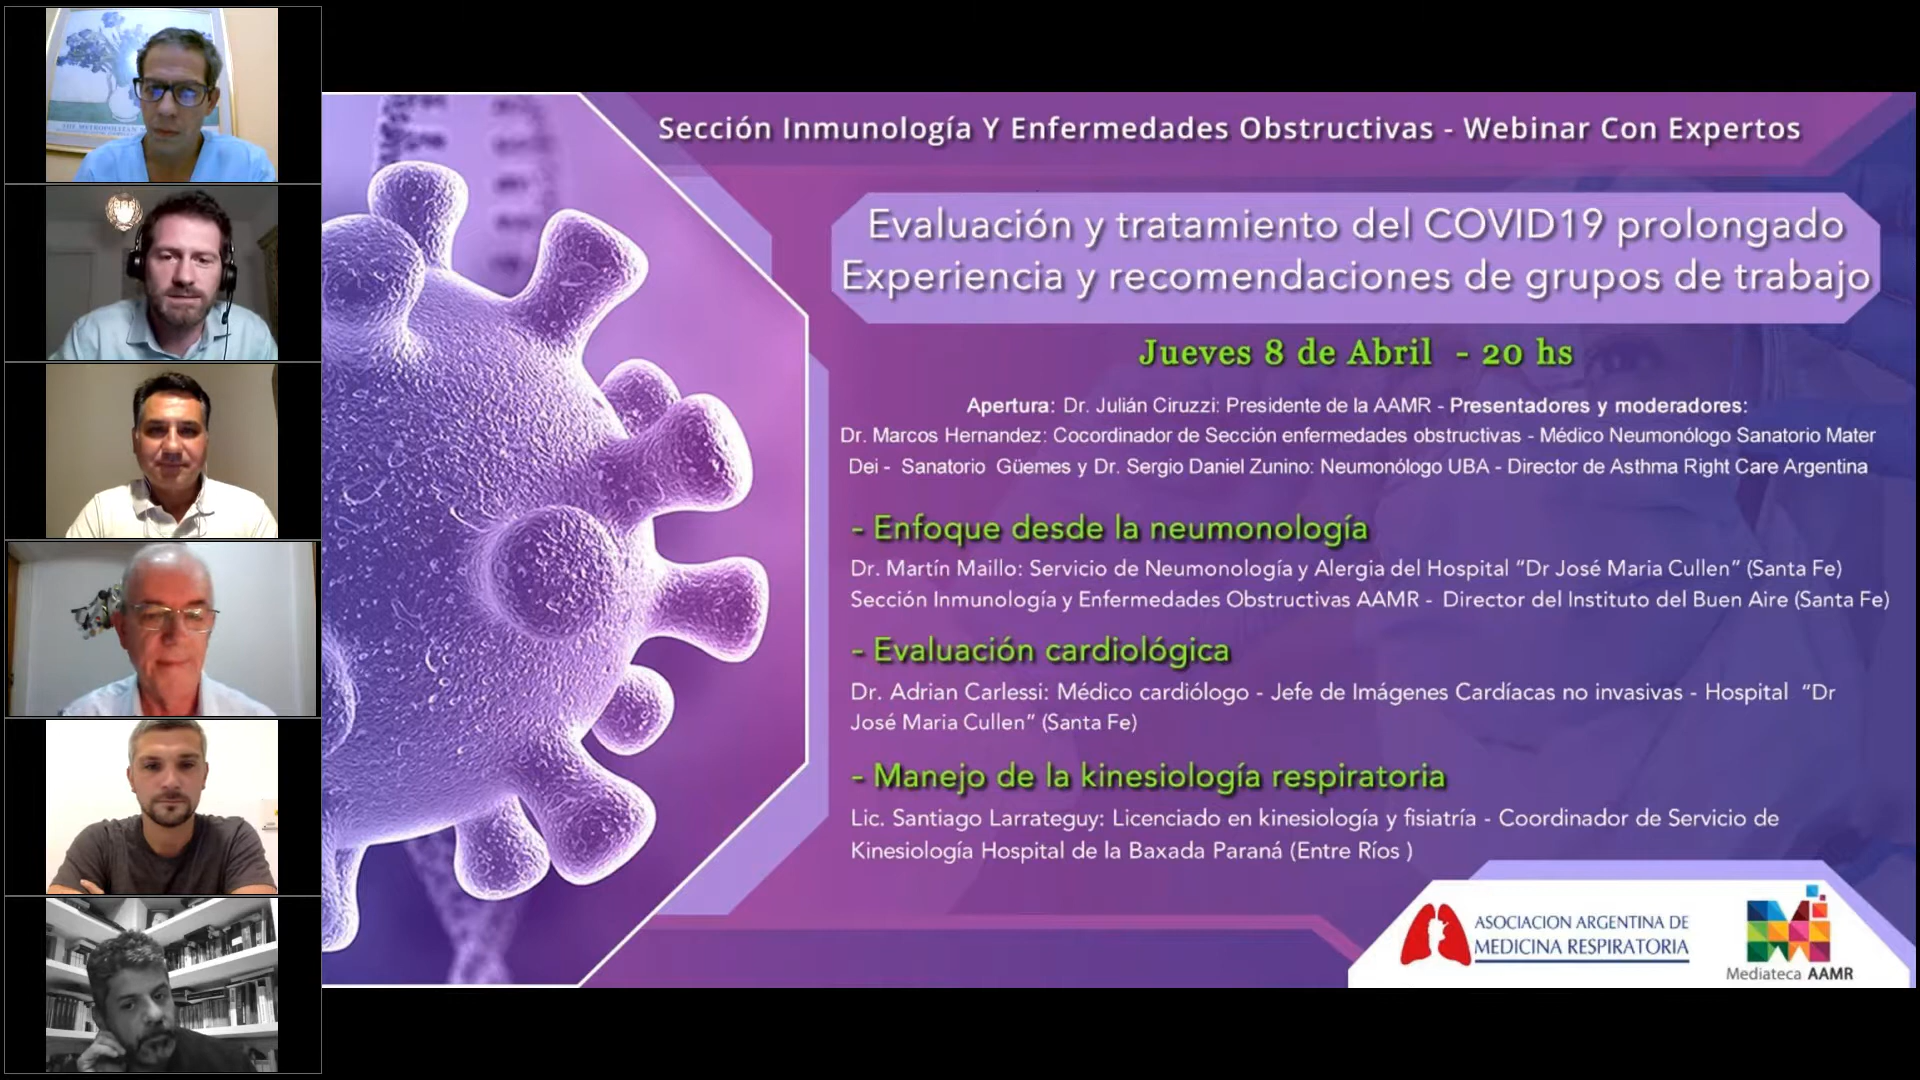 THE METROPOLITAN
Sección Inmunología Y Enfermedades Obstructivas - Webinar Con Expertos
Evaluación y tratamiento del COVID19 prolongado
Experiencia y recomendaciones de grupos de trabajo
Jueves 8 de Abril - 20 hs
Apertura: Dr. Julián Ciruzzi: Presidente de la AAMR - Presentadores y moderadores:
Dr. Marcos Hernandez: Cocordinador de Sección enfermedades obstructivas - Médico Neumonólogo Sanatorio Mater
Dei - Sanatorio Güemes y Dr. Sergio Daniel Zunino: Neumonólogo UBA - Director de Asthma Right Care Argentina
- Enfoque desde la neumonología
Dr. Martín Maillo: Servicio de Neumonología y Alergia del Hospital “Dr José Maria Cullen” (Santa Fe)
Sección Inmunología y Enfermedades Obstructivas AAMR - Director del Instituto del Buen Aire (Santa Fe)
- Evaluación cardiológica
Dr. Adrian Carlessi: Médico cardiólogo - Jefe de Imágenes Cardíacas no invasivas - Hospital “Dr
José Maria Cullen” (Santa Fe)
- Manejo de la kinesiología respiratoria
Lic. Santiago Larrateguy: Licenciado en kinesiología y fisiatría - Coordinador de Servicio de
Kinesiología Hospital de la Baxada Paraná (Entre Ríos )
ASOCIACION ARGENTINA DE
MEDICINA RESPIRATORIA
Mediateca AAMR